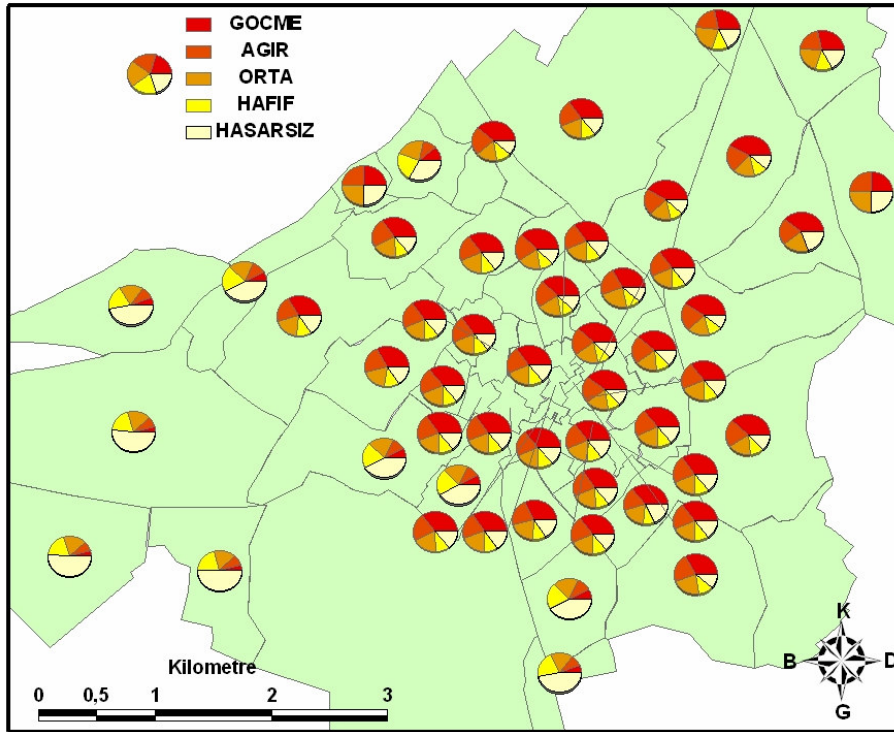 GOCME
AGIR
ORTA
HAFIF
HASARSIZ
Kilometre
0 0,5 1 2 3
K
B D
G